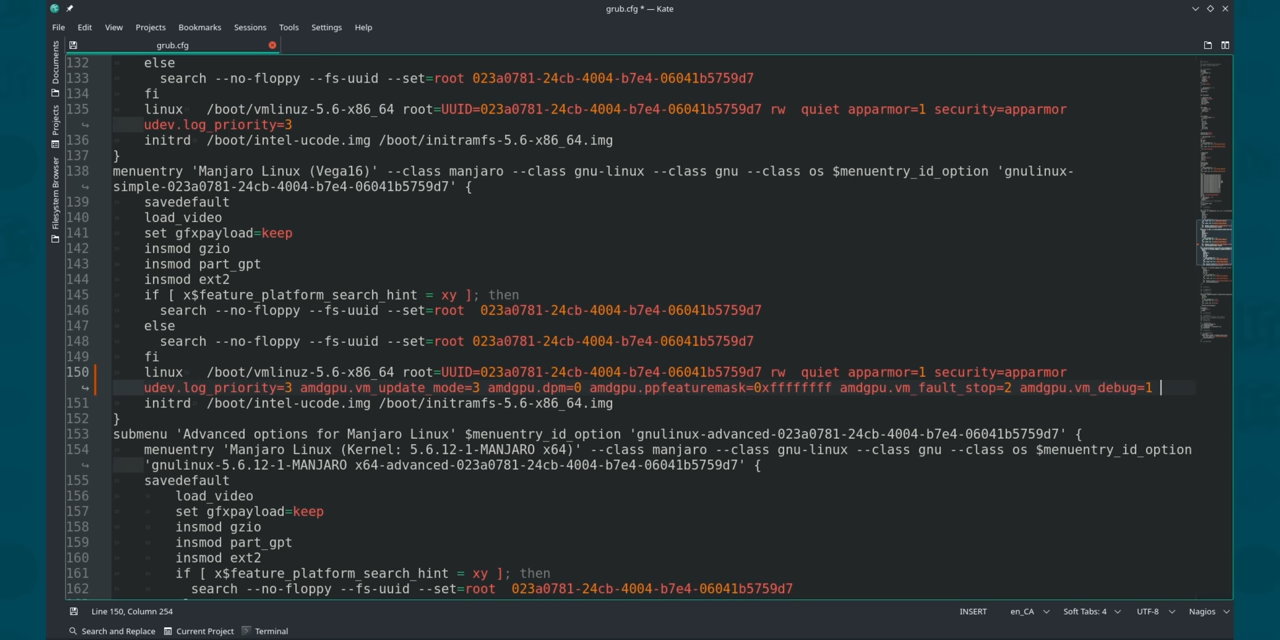 grub.cfg * — Kate
File Edit View Projects Bookmarks Sessions Tools Settings Help
grub.cfg
Documents
Projects
Filesystem Browser
132 else
133 search --no-floppy --fs-uuid --set=root 023a0781-24cb-4004-b7e4-06041b5759d7
134 fi
135 linux /boot/vmlinuz-5.6-x86_64 root=UUID=023a0781-24cb-4004-b7e4-06041b5759d7 rw  quiet apparmor=1 security=apparmor
udev.log_priority=3
136 initrd /boot/intel-ucode.img /boot/initramfs-5.6-x86_64.img
137 }
138 menuentry 'Manjaro Linux (Vega16)' --class manjaro --class gnu-linux --class gnu --class os $menuentry_id_option 'gnulinux-
simple-023a0781-24cb-4004-b7e4-06041b5759d7' {
139 savedefault
140 load_video
141 set gfxpayload=keep
142 insmod gzio
143 insmod part_gpt
144 insmod ext2
145 if [ x$feature_platform_search_hint = xy ]; then
146 search --no-floppy --fs-uuid --set=root  023a0781-24cb-4004-b7e4-06041b5759d7
147 else
148 search --no-floppy --fs-uuid --set=root 023a0781-24cb-4004-b7e4-06041b5759d7
149 fi
150 linux /boot/vmlinuz-5.6-x86_64 root=UUID=023a0781-24cb-4004-b7e4-06041b5759d7 rw  quiet apparmor=1 security=apparmor
udev.log_priority=3 amdgpu.vm_update_mode=3 amdgpu.dpm=0 amdgpu.ppfeaturemask=0xffffffff amdgpu.vm_fault_stop=2 amdgpu.vm_debug=1
151 initrd /boot/intel-ucode.img /boot/initramfs-5.6-x86_64.img
152 }
153 submenu 'Advanced options for Manjaro Linux' $menuentry_id_option 'gnulinux-advanced-023a0781-24cb-4004-b7e4-06041b5759d7' {
154 menuentry 'Manjaro Linux (Kernel: 5.6.12-1-MANJARO x64)' --class manjaro --class gnu-linux --class gnu --class os $menuentry_id_option
'gnulinux-5.6.12-1-MANJARO x64-advanced-023a0781-24cb-4004-b7e4-06041b5759d7' {
155 savedefault
156 load_video
157 set gfxpayload=keep
158 insmod gzio
159 insmod part_gpt
160 insmod ext2
161 if [ x$feature_platform_search_hint = xy ]; then
162 search --no-floppy --fs-uuid --set=root  023a0781-24cb-4004-b7e4-06041b5759d7
Line 150, Column 254 INSERT en_CA Soft Tabs: 4 UTF-8 Nagios
Search and Replace Current Project Terminal